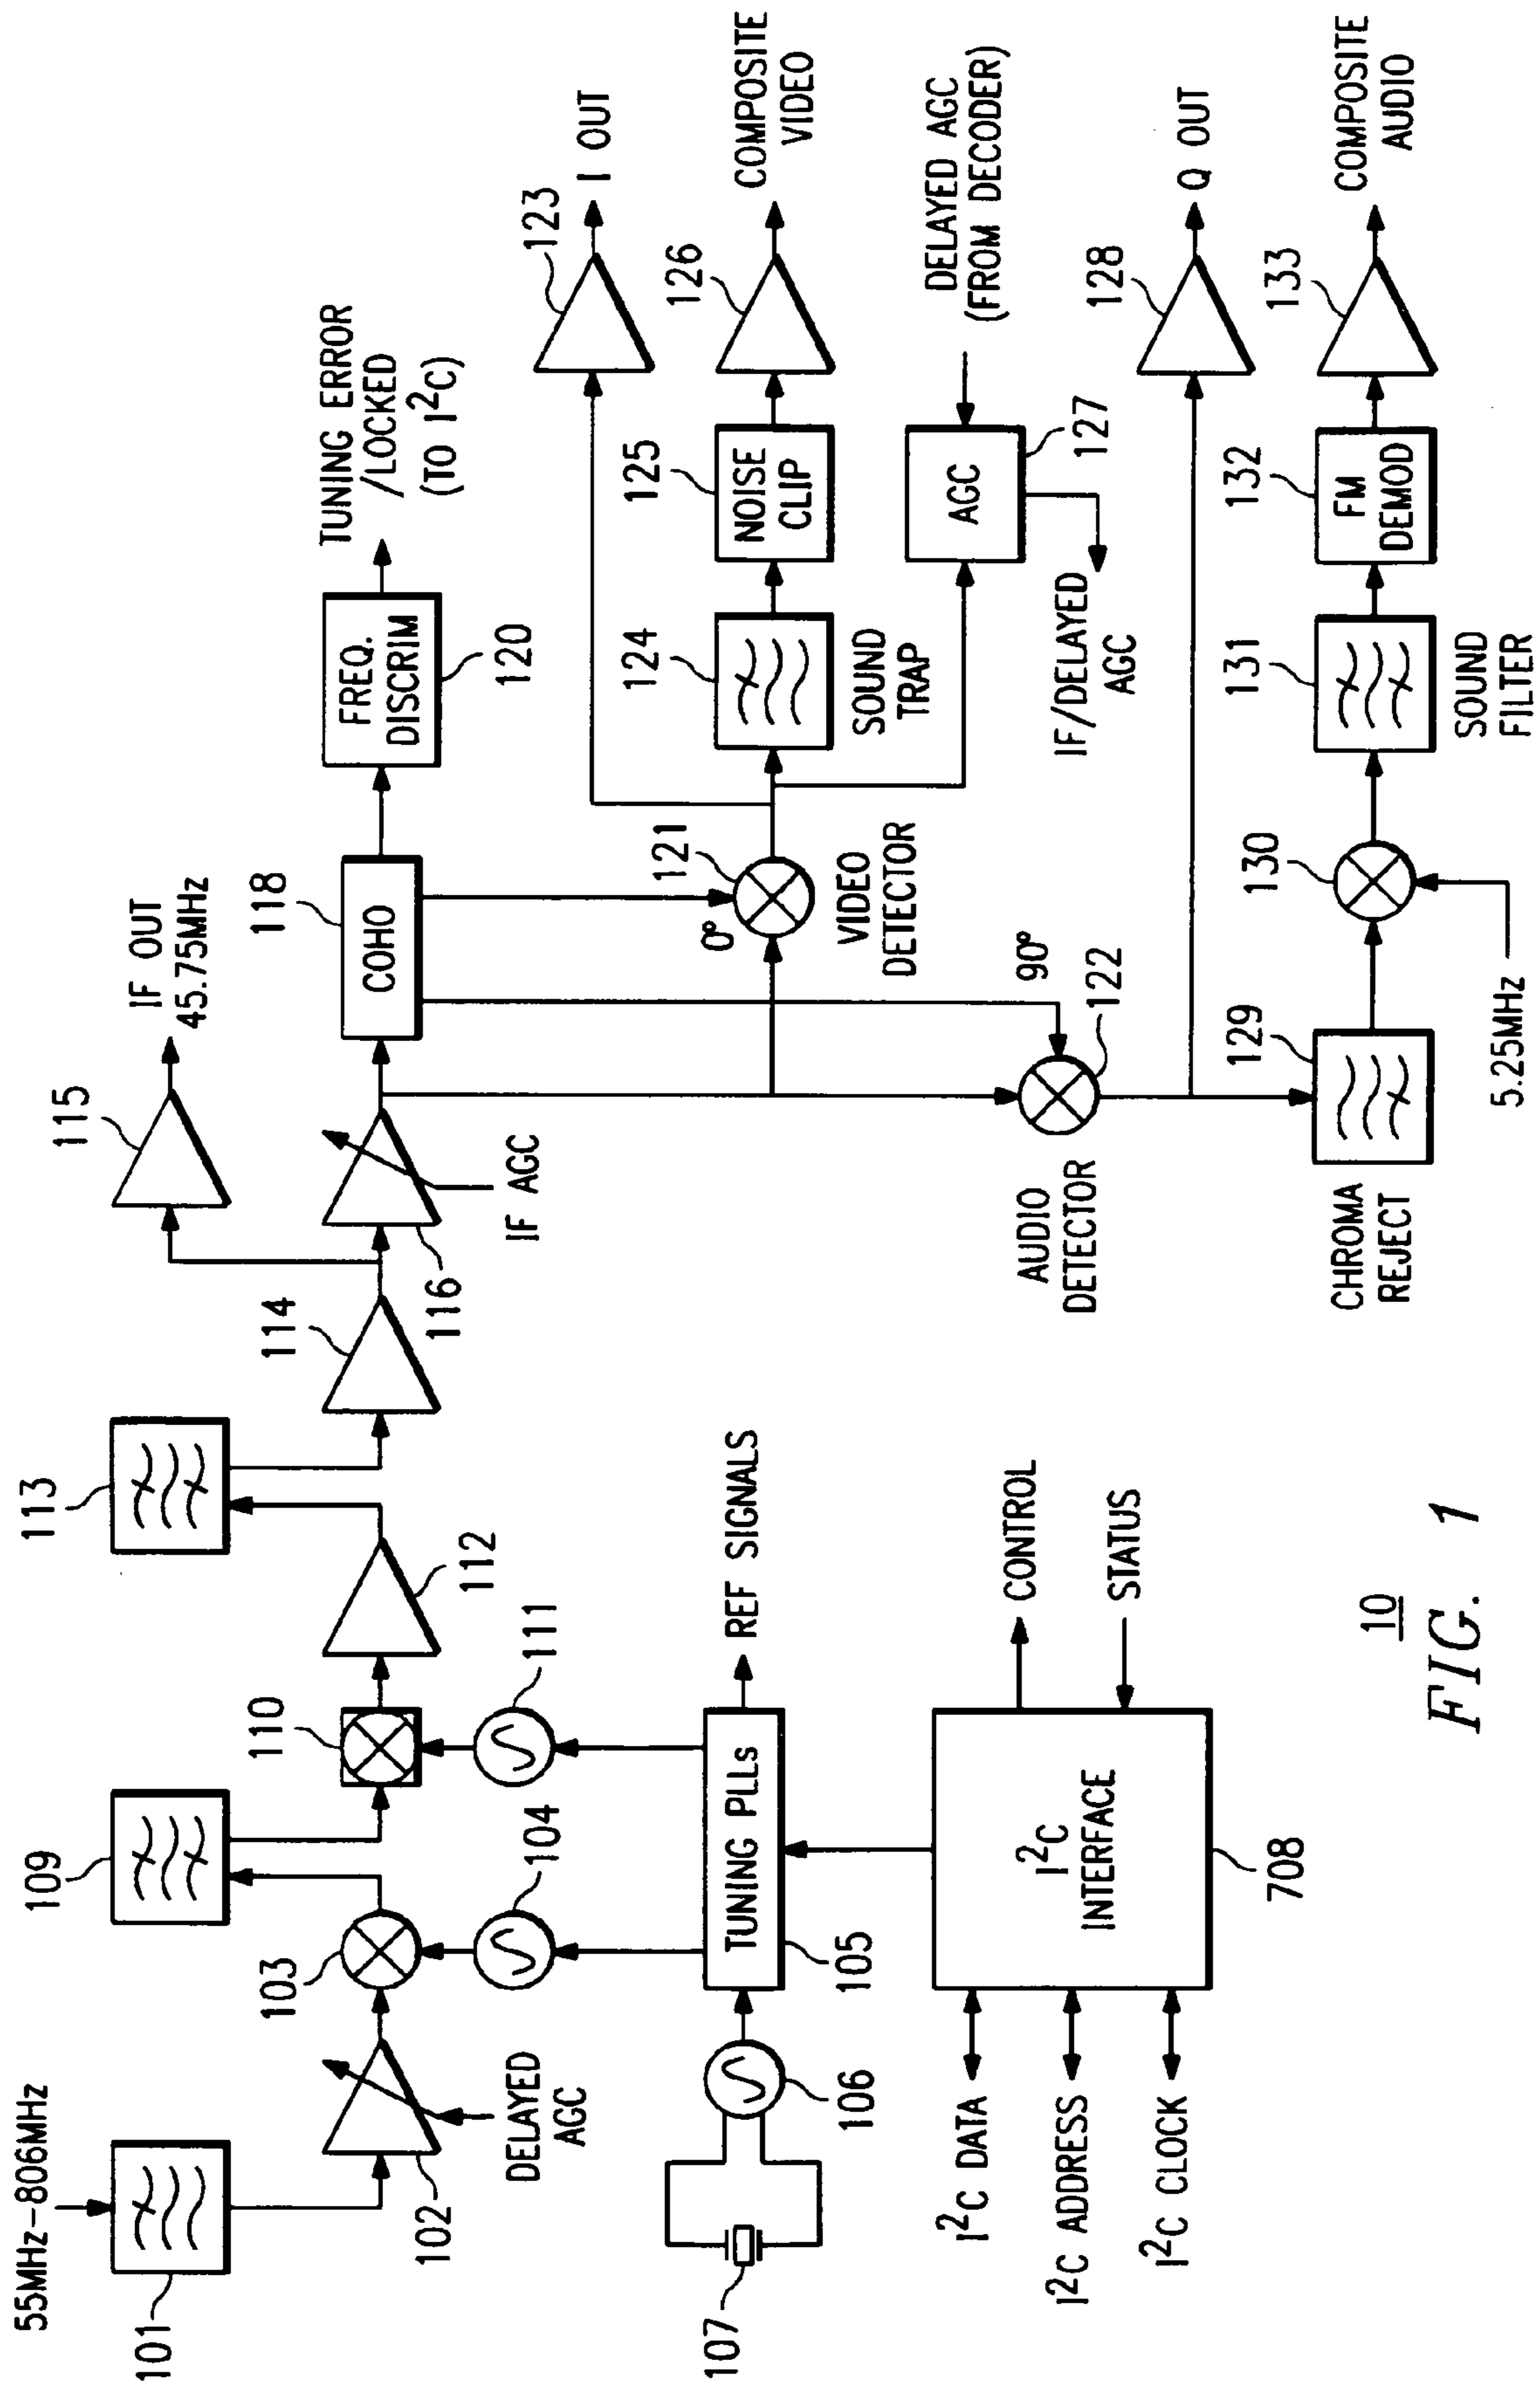 55MHz-806MHz
101
102
DELAYED
AGC
103
104
109
110
111
112
113
114
115
IF OUT
45.75MHz
116
IF AGC
118
COHO
FREQ.
DISCRIM
120
TUNING ERROR
/LOCKED
(TO I²C)
121
0°
VIDEO
DETECTOR
123
I OUT
124
SOUND
TRAP
125
NOISE
CLIP
126
COMPOSITE
VIDEO
AGC
127
DELAYED AGC
(FROM DECODER)
IF/DELAYED
AGC
AUDIO
DETECTOR
90°
122
128
Q OUT
CHROMA
REJECT
129
130
5.25MHz
131
SOUND
FILTER
132
FM
DEMOD
133
COMPOSITE
AUDIO
107
106
TUNING PLLs
105
REF SIGNALS
I²C DATA
I²C ADDRESS
I²C CLOCK
I²C
INTERFACE
708
CONTROL
STATUS
10
FIG. 1